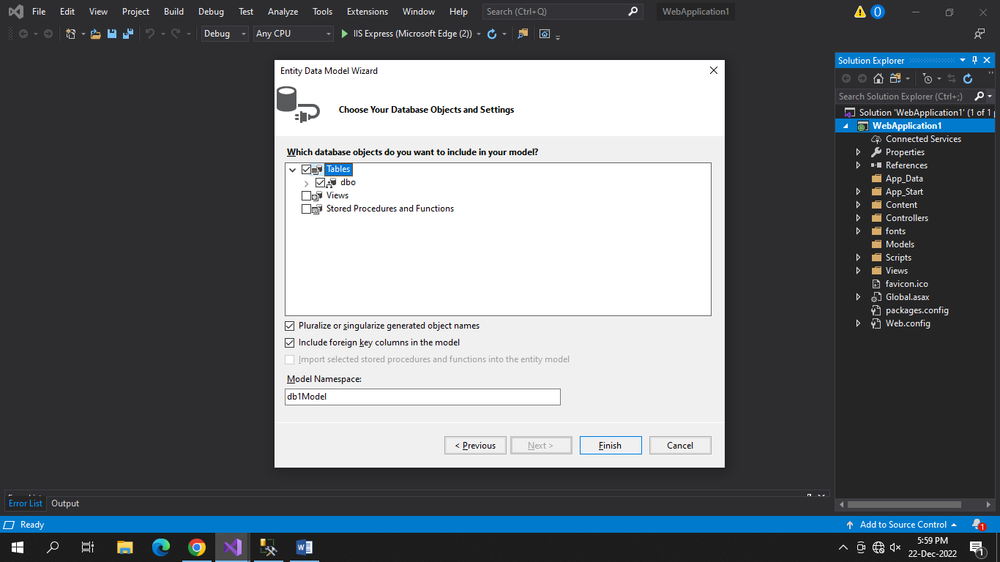 File Edit View Project Build Debug Test Analyze Tools Extensions Window Help Search (Ctrl+Q) WebApplication1 0
Debug Any CPU IIS Express (Microsoft Edge (2))
Entity Data Model Wizard
Choose Your Database Objects and Settings
Which database objects do you want to include in your model?
Tables
dbo
Views
Stored Procedures and Functions
Pluralize or singularize generated object names
Include foreign key columns in the model
Import selected stored procedures and functions into the entity model
Model Namespace:
db1Model
< Previous Next > Finish Cancel
Solution Explorer
Search Solution Explorer (Ctrl+;)
Solution 'WebApplication1' (1 of 1
WebApplication1
Connected Services
Properties
References
App_Data
App_Start
Content
Controllers
fonts
Models
Scripts
Views
favicon.ico
Global.asax
packages.config
Web.config
Error List Output
Ready Add to Source Control 1
5:59 PM
22-Dec-2022 1